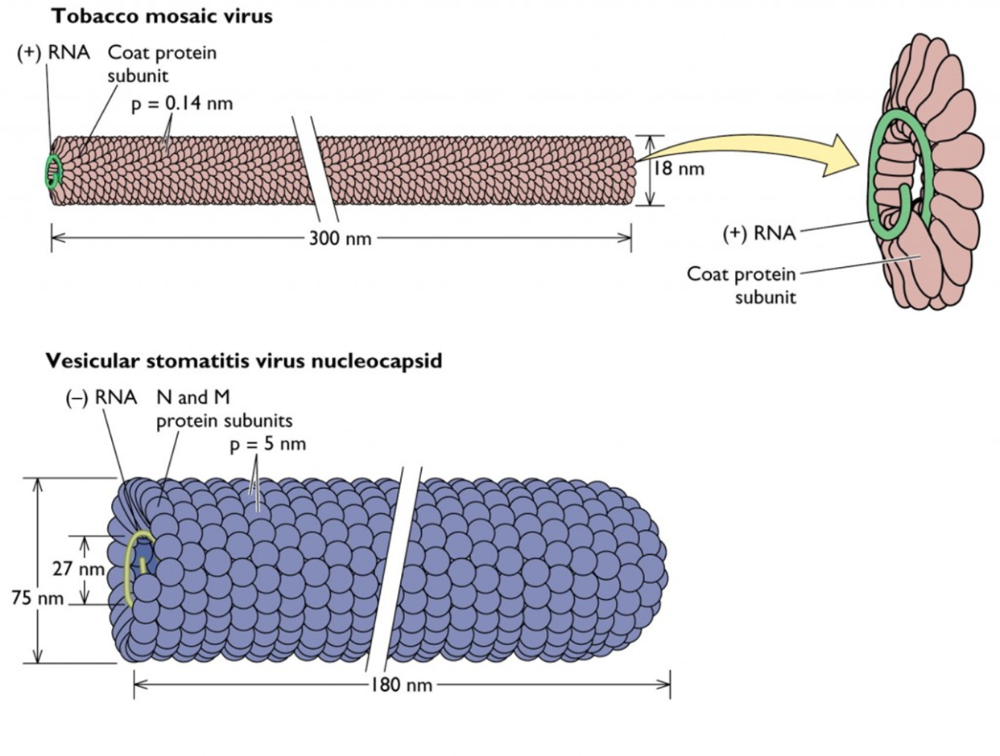 Tobacco mosaic virus
(+) RNA
Coat protein
subunit
p = 0.14 nm
18 nm
300 nm
(+) RNA
Coat protein
subunit
Vesicular stomatitis virus nucleocapsid
(–) RNA
N and M
protein subunits
p = 5 nm
27 nm
75 nm
180 nm